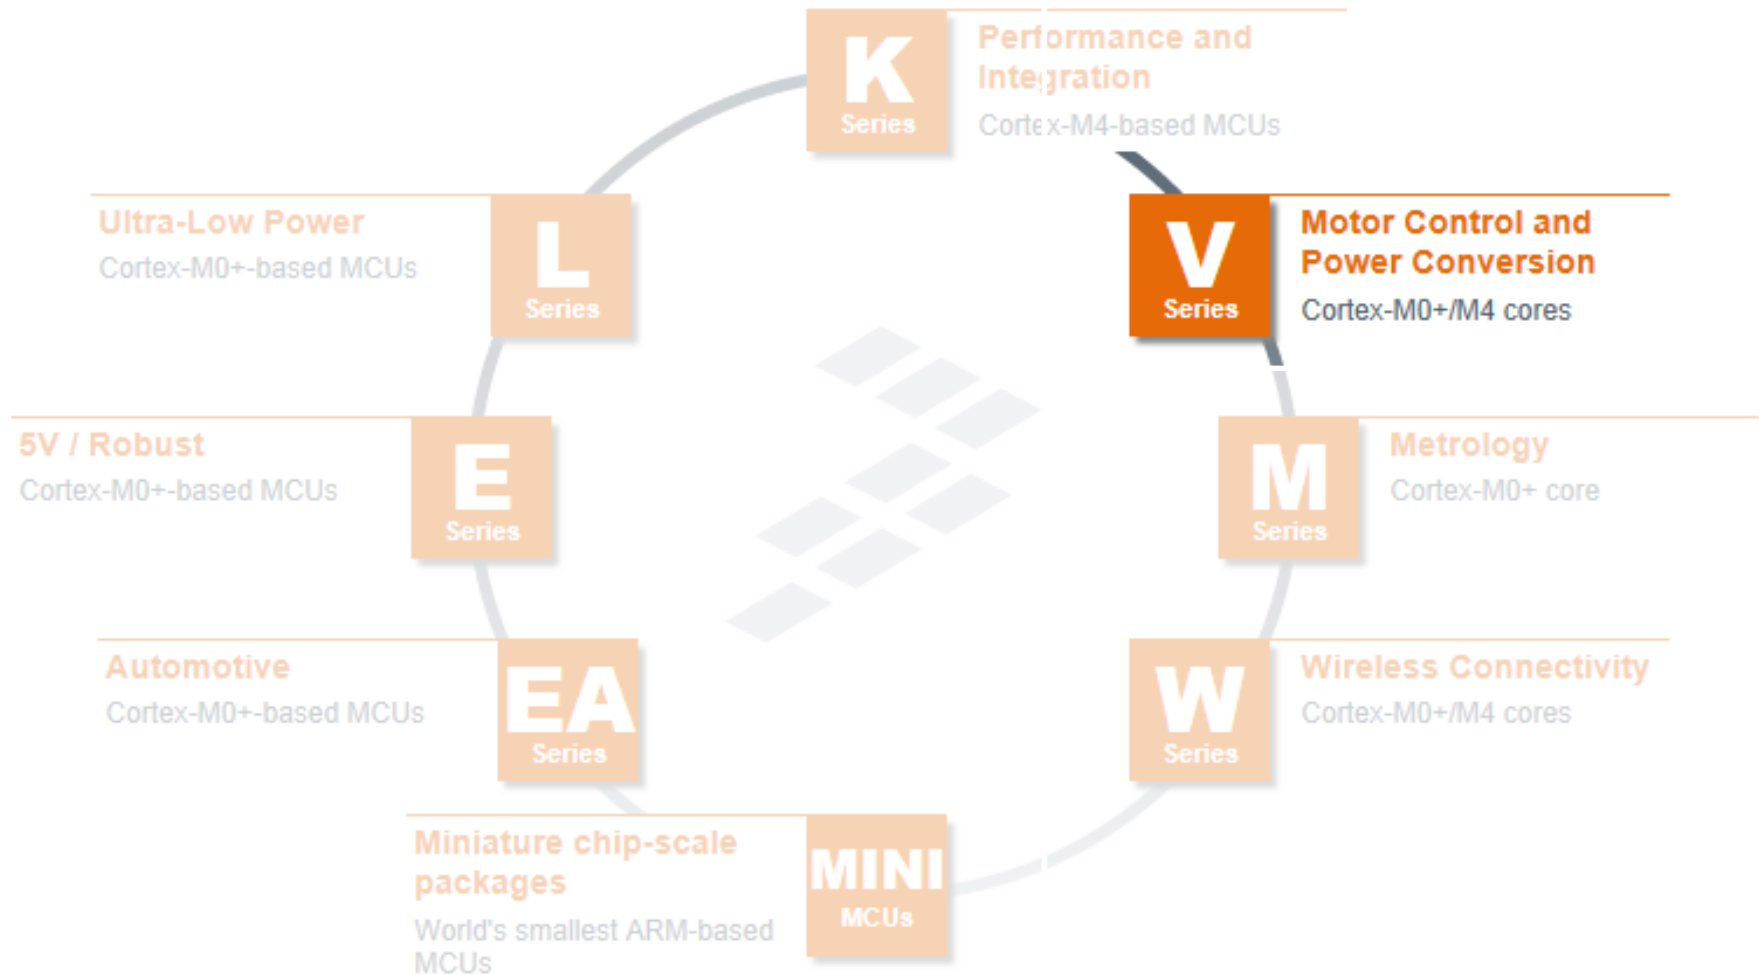 K
Series
Performance and
Integration
Cortex-M4-based MCUs
Ultra-Low Power
Cortex-M0+-based MCUs
L
Series
V
Series
Motor Control and
Power Conversion
Cortex-M0+/M4 cores
5V / Robust
Cortex-M0+-based MCUs
E
Series
M
Series
Metrology
Cortex-M0+ core
Automotive
Cortex-M0+-based MCUs
EA
Series
W
Series
Wireless Connectivity
Cortex-M0+/M4 cores
Miniature chip-scale
packages
World's smallest ARM-based
MCUs
MINI
MCUs